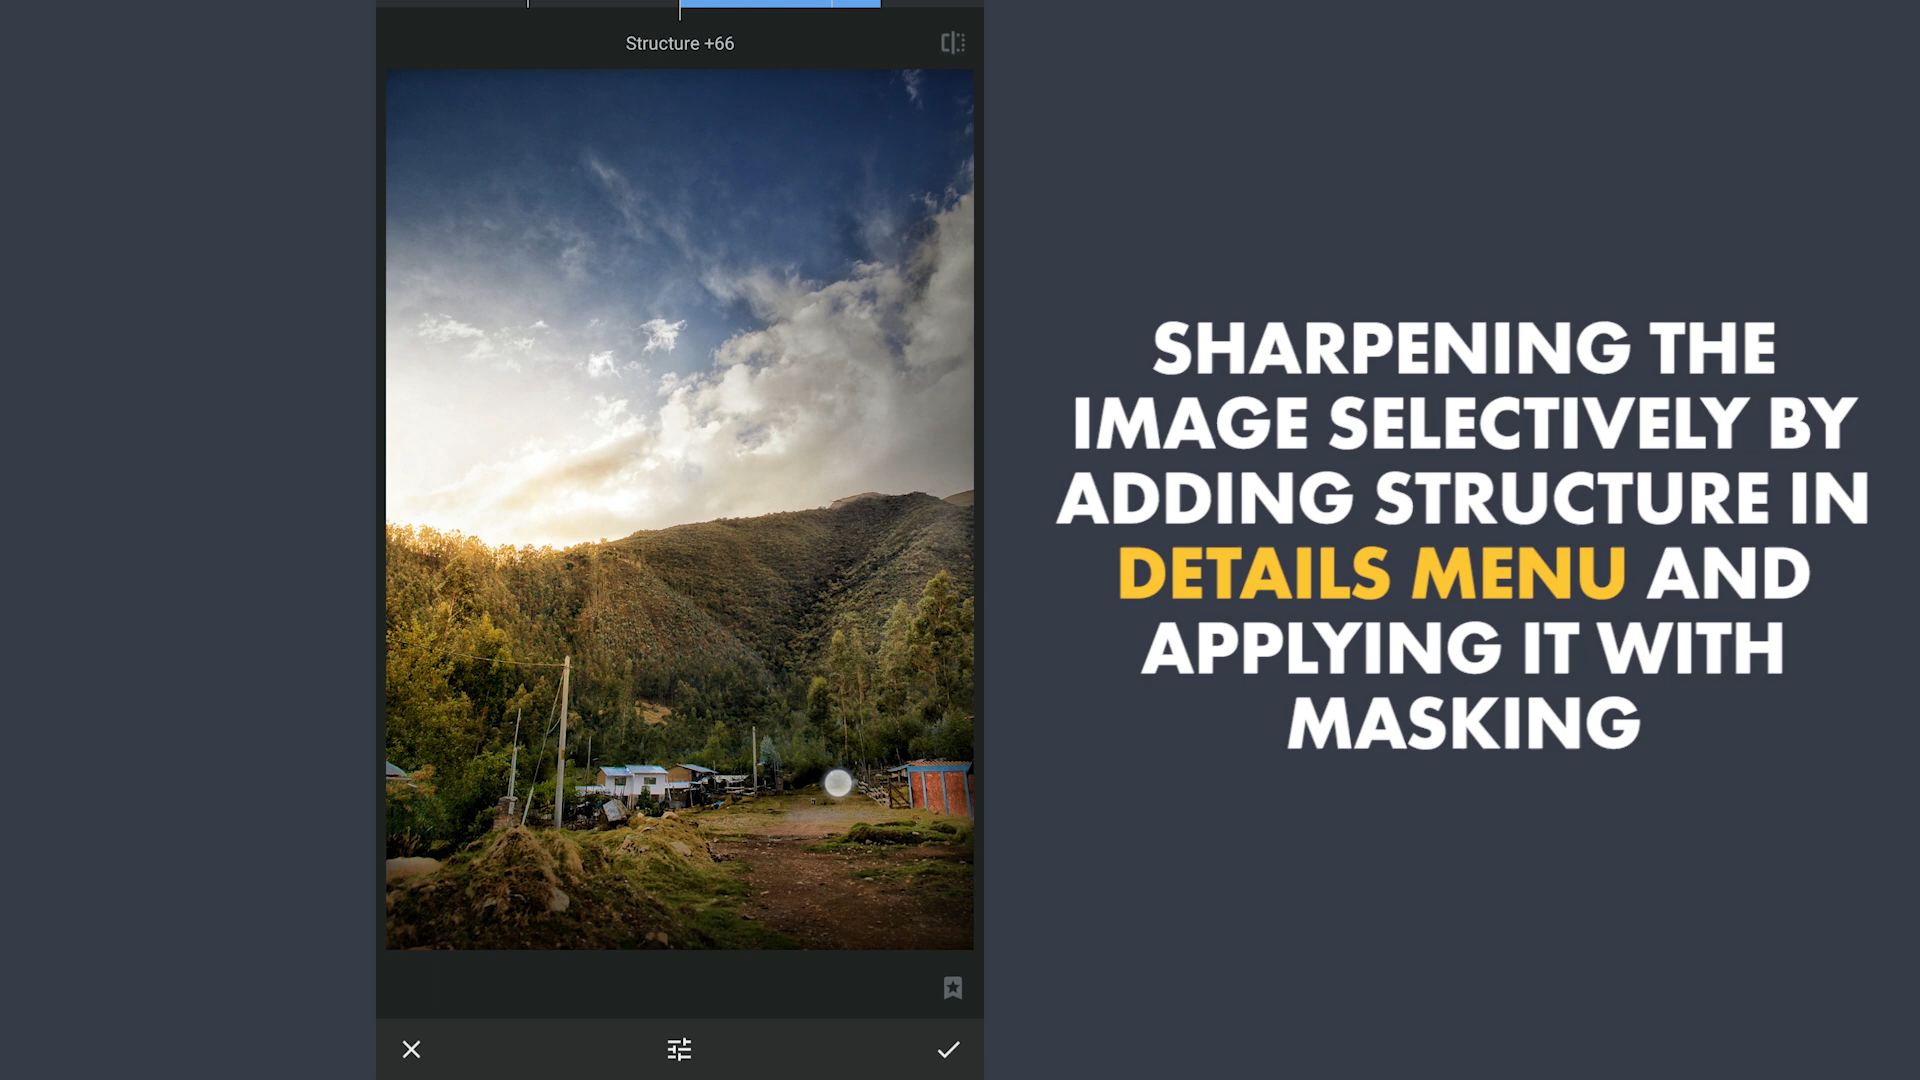 Structure +66
SHARPENING THE
IMAGE SELECTIVELY BY
ADDING STRUCTURE IN
DETAILS MENU AND
APPLYING IT WITH
MASKING